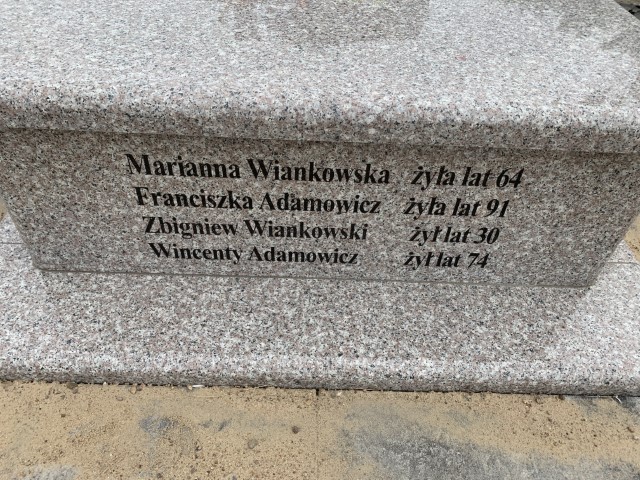 Marianna Wiankowska żyła lat 64
Franciszka Adamowicz żyła lat 91
Zbigniew Wiankowski żył lat 30
Wincenty Adamowicz żył lat 74